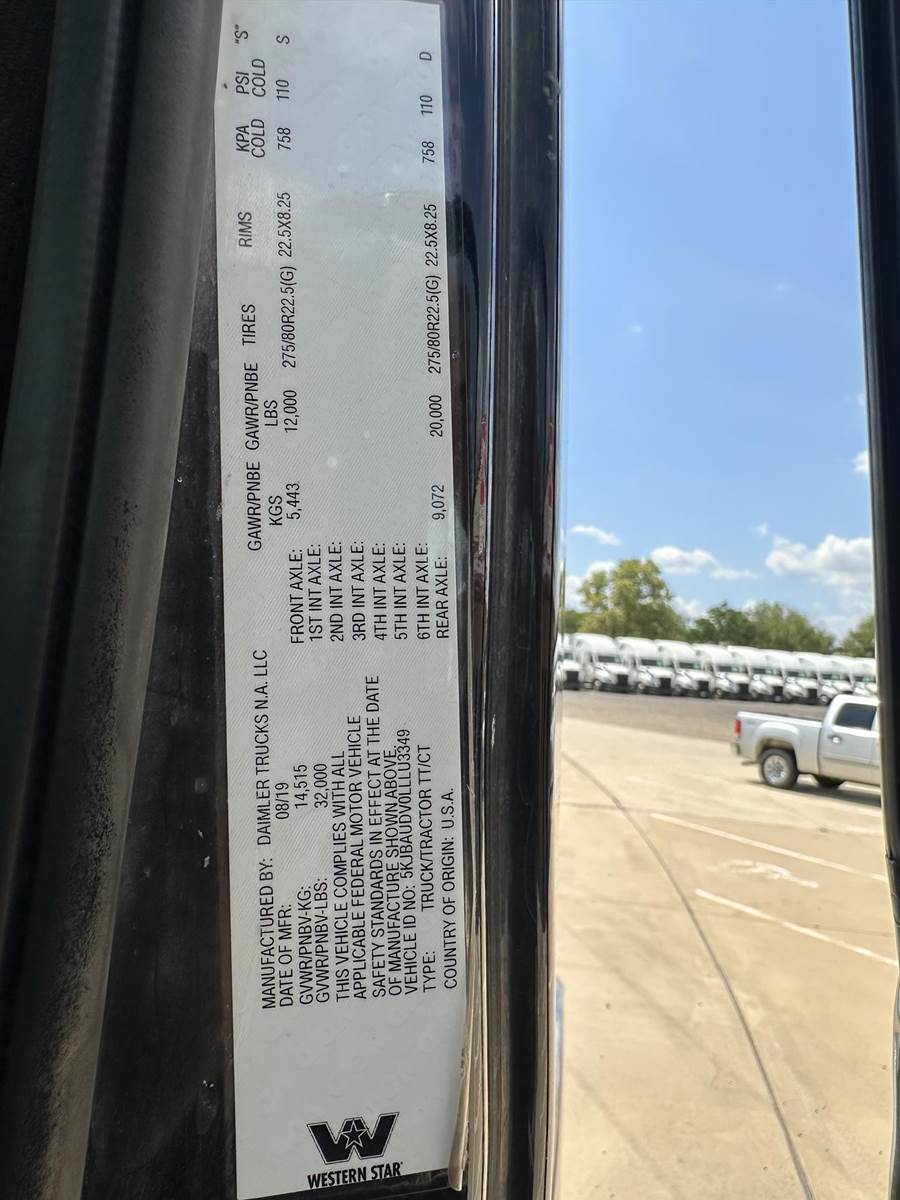 WESTERN STAR
MANUFACTURED BY: DAIMLER TRUCKS N.A. LLC
DATE OF MFR: 08/19
GVWR/PNBV-KG: 14,515
GVWR/PNBV-LBS: 32,000
THIS VEHICLE COMPLIES WITH ALL
APPLICABLE FEDERAL MOTOR VEHICLE
SAFETY STANDARDS IN EFFECT AT THE DATE
OF MANUFACTURE SHOWN ABOVE.
VEHICLE ID NO: 5KJBAUDV0LLLU3349
TYPE: TRUCK/TRACTOR TT/CT
COUNTRY OF ORIGIN: U.S.A.
GAWR/PNBE KGS GAWR/PNBE LBS TIRES RIMS KPA COLD PSI COLD "S"
FRONT AXLE: 5,443 12,000 275/80R22.5(G) 22.5X8.25 758 110 S
1ST INT AXLE:
2ND INT AXLE:
3RD INT AXLE:
4TH INT AXLE:
5TH INT AXLE:
6TH INT AXLE:
REAR AXLE: 9,072 20,000 275/80R22.5(G) 22.5X8.25 758 110 D